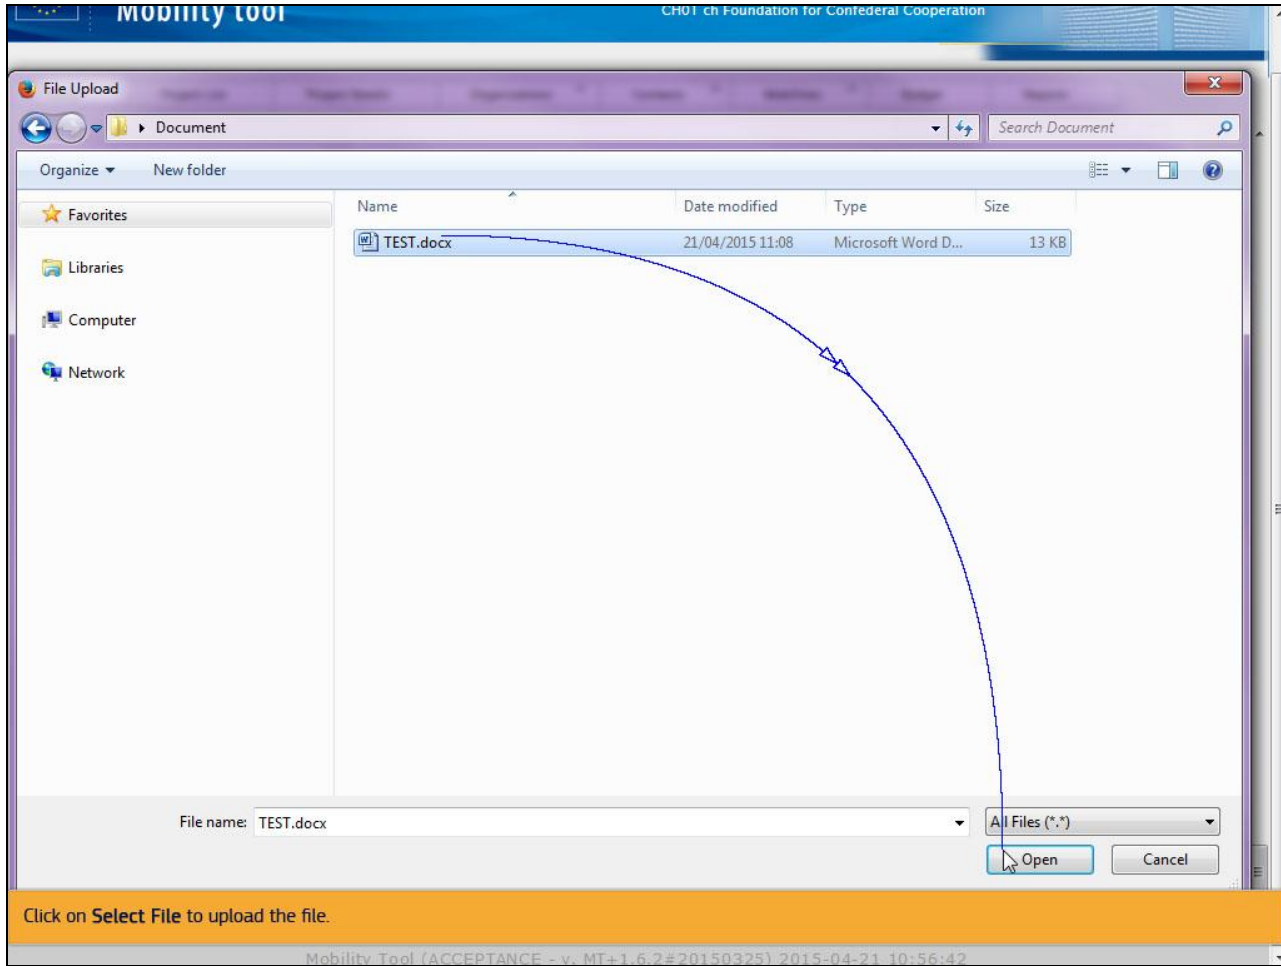 Mobility tool
CH01 ch Foundation for Confederal Cooperation
File Upload
Document
Search Document
Organize
New folder
Name
Date modified
Type
Size
Favorites
TEST.docx
21/04/2015 11:08
Microsoft Word D...
13 KB
Libraries
Computer
Network
File name:
TEST.docx
All Files (*.*)
Open
Cancel
Click on Select File to upload the file.
Mobility Tool (ACCEPTANCE - v. MT+1.6.2#20150325) 2015-04-21 10:56:42